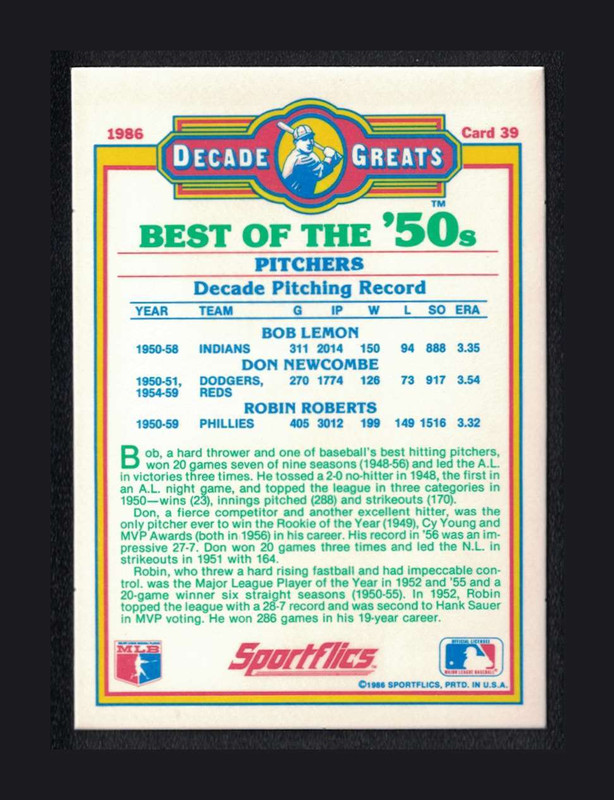 1986
Card 39
DECADE GREATS
TM
BEST OF THE '50s
PITCHERS
Decade Pitching Record
YEAR TEAM G IP W L SO ERA
BOB LEMON
1950-58 INDIANS 311 2014 150 94 888 3.35
DON NEWCOMBE
1950-51, DODGERS, 270 1774 126 73 917 3.54
1954-59 REDS
ROBIN ROBERTS
1950-59 PHILLIES 405 3012 199 149 1516 3.32
Bob, a hard thrower and one of baseball's best hitting pitchers,
won 20 games seven of nine seasons (1948-56) and led the A.L.
in victories three times. He tossed a 2-0 no-hitter in 1948, the first in
an A.L. night game, and topped the league in three categories in
1950—wins (23), innings pitched (288) and strikeouts (170).
Don, a fierce competitor and another excellent hitter, was the
only pitcher ever to win the Rookie of the Year (1949), Cy Young and
MVP Awards (both in 1956) in his career. His record in '56 was an im-
pressive 27-7. Don won 20 games three times and led the N.L. in
strikeouts in 1951 with 164.
Robin, who threw a hard rising fastball and had impeccable con-
trol. was the Major League Player of the Year in 1952 and '55 and a
20-game winner six straight seasons (1950-55). In 1952, Robin
topped the league with a 28-7 record and was second to Hank Sauer
in MVP voting. He won 286 games in his 19-year career.
MAJOR LEAGUE BASEBALL PLAYERS
MLB
Sportflics
OFFICIAL LICENSEE
MAJOR LEAGUE BASEBALL
©1986 SPORTFLICS, PRTD. IN U.S.A.